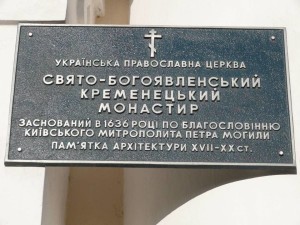 УКРАЇНСЬКА ПРАВОСЛАВНА ЦЕРКВА
СВЯТО-БОГОЯВЛЕНСЬКИЙ
КРЕМЕНЕЦЬКИЙ
МОНАСТИР
ЗАСНОВАНИЙ В 1636 РОЦІ ПО БЛАГОСЛОВІННЮ
КИЇВСЬКОГО МИТРОПОЛИТА ПЕТРА МОГИЛИ
ПАМ'ЯТКА АРХІТЕКТУРИ XVII-XX СТ.